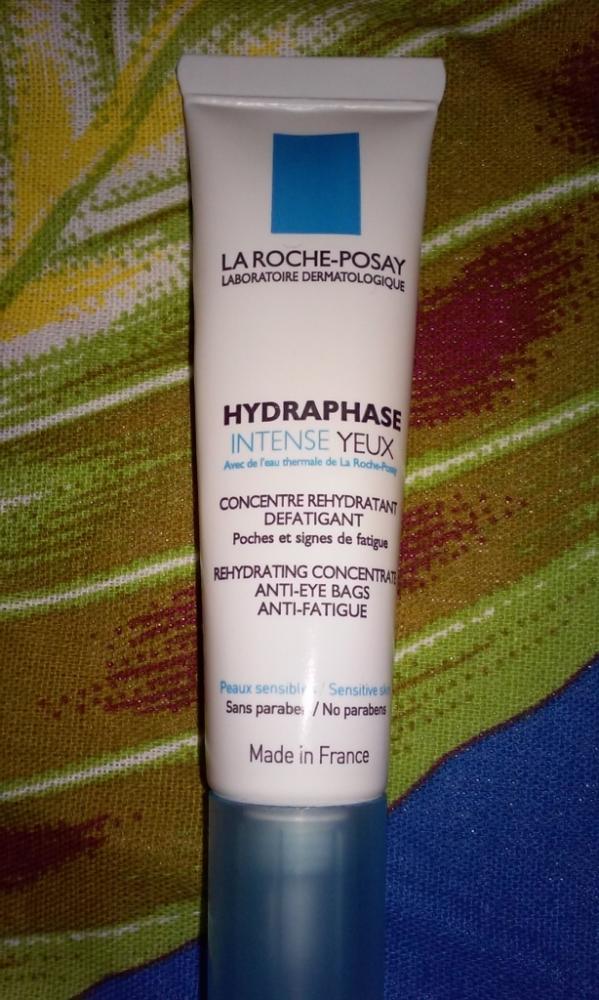 LA ROCHE-POSAY
LABORATOIRE DERMATOLOGIQUE
HYDRAPHASE
INTENSE YEUX
Avec de l'eau thermale de La Roche-Posay
CONCENTRE REHYDRATANT
DEFATIGANT
Poches et signes de fatigue
REHYDRATING CONCENTRATE
ANTI-EYE BAGS
ANTI-FATIGUE
Peaux sensibles / Sensitive skin
Sans parabens / No parabens
Made in France